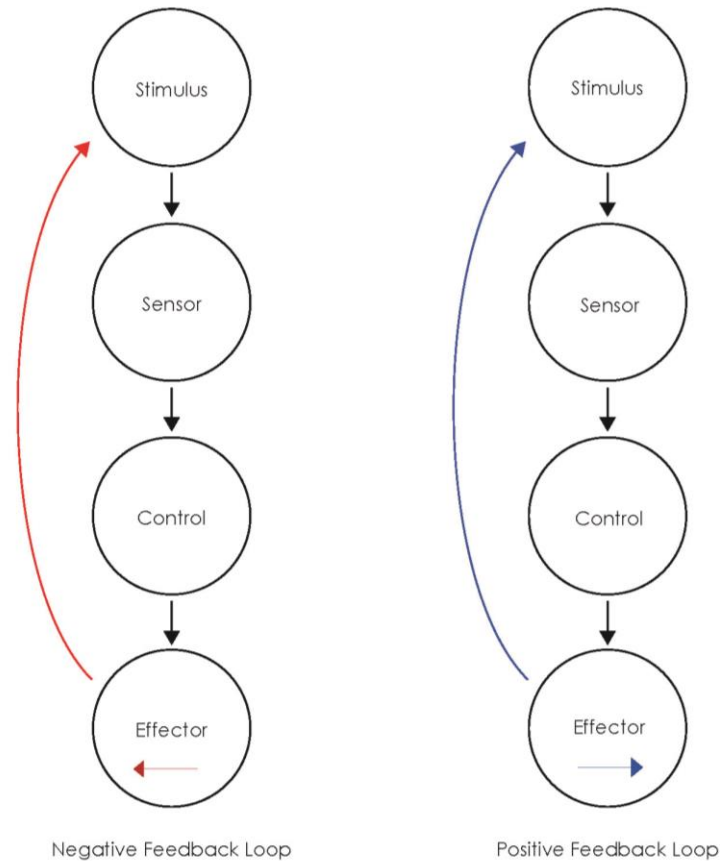 Stimulus
Sensor
Control
Effector
Negative Feedback Loop
Stimulus
Sensor
Control
Effector
Positive Feedback Loop